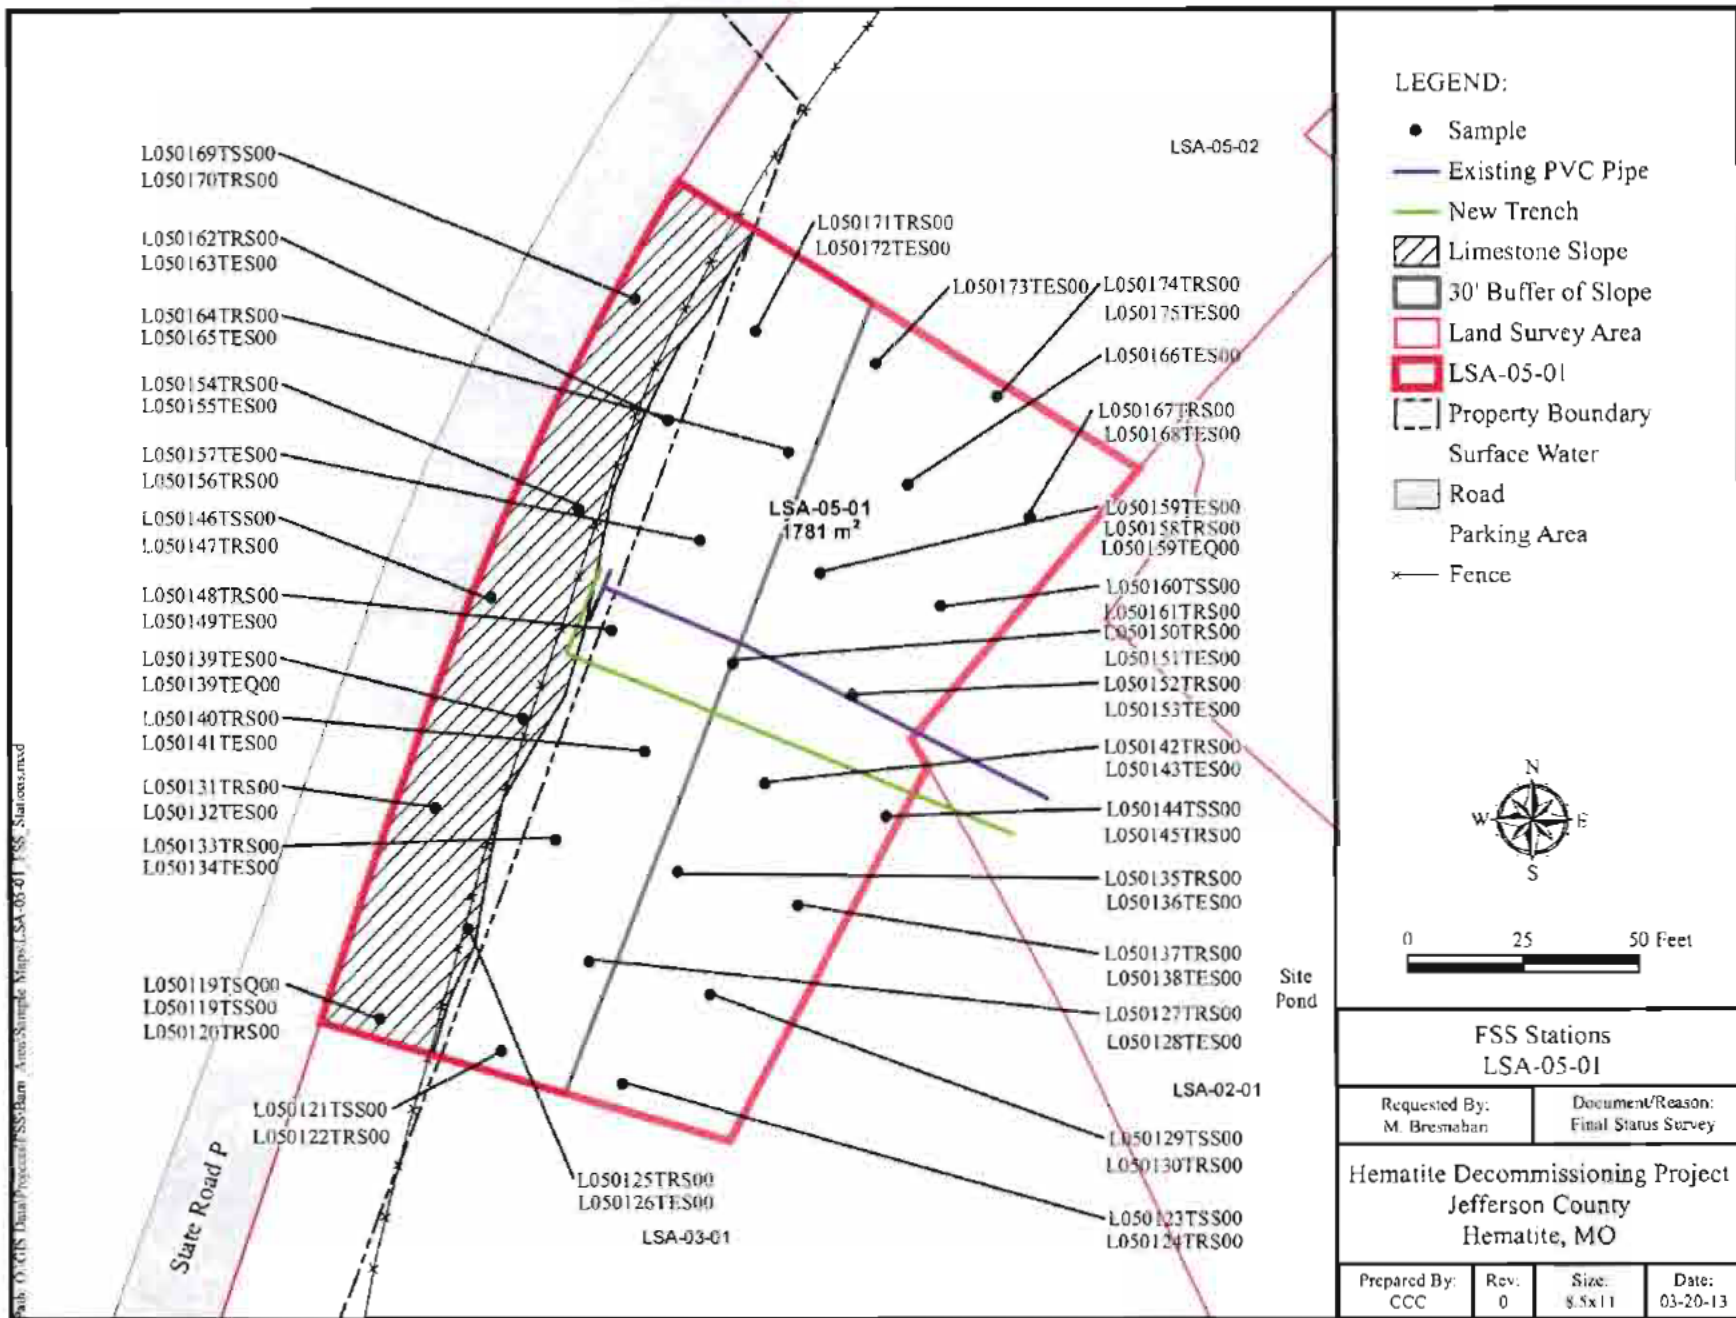 L050169TSS00
L050170TRS00
L050162TRS00
L050163TES00
L050164TRS00
L050165TES00
L050154TRS00
L050155TES00
L050157TES00
L050156TRS00
L050146TSS00
L050147TRS00
L050148TRS00
L050149TES00
L050139TES00
L050139TEQ00
L050140TRS00
L050141TES00
L050131TRS00
L050132TES00
L050133TRS00
L050134TES00
L050119TSQ00
L050119TSS00
L050120TRS00
L050121TSS00
L050122TRS00
State Road P
L050125TRS00
L050126TES00
LSA-03-01
LSA-05-02
L050171TRS00
L050172TES00
L050173TES00
L050174TRS00
L050175TES00
L050166TES00
L050167TRS00
L050168TES00
LSA-05-01
1781 m²
L050159TES00
L050158TRS00
L050159TEQ00
L050160TSS00
L050161TRS00
L050150TRS00
L050151TES00
L050152TRS00
L050153TES00
L050142TRS00
L050143TES00
L050144TSS00
L050145TRS00
L050135TRS00
L050136TES00
L050137TRS00
L050138TES00
L050127TRS00
L050128TES00
Site
Pond
LSA-02-01
L050129TSS00
L050130TRS00
L050123TSS00
L050124TRS00
LEGEND:
Sample
Existing PVC Pipe
New Trench
Limestone Slope
30' Buffer of Slope
Land Survey Area
LSA-05-01
Property Boundary
Surface Water
Road
Parking Area
Fence
N
W E
S
0 25 50 Feet
FSS Stations
LSA-05-01
Requested By:
M. Bresnahan
Document/Reason:
Final Status Survey
Hematite Decommissioning Project
Jefferson County
Hematite, MO
Prepared By:
CCC
Rev:
0
Size:
8.5x11
Date:
03-20-13